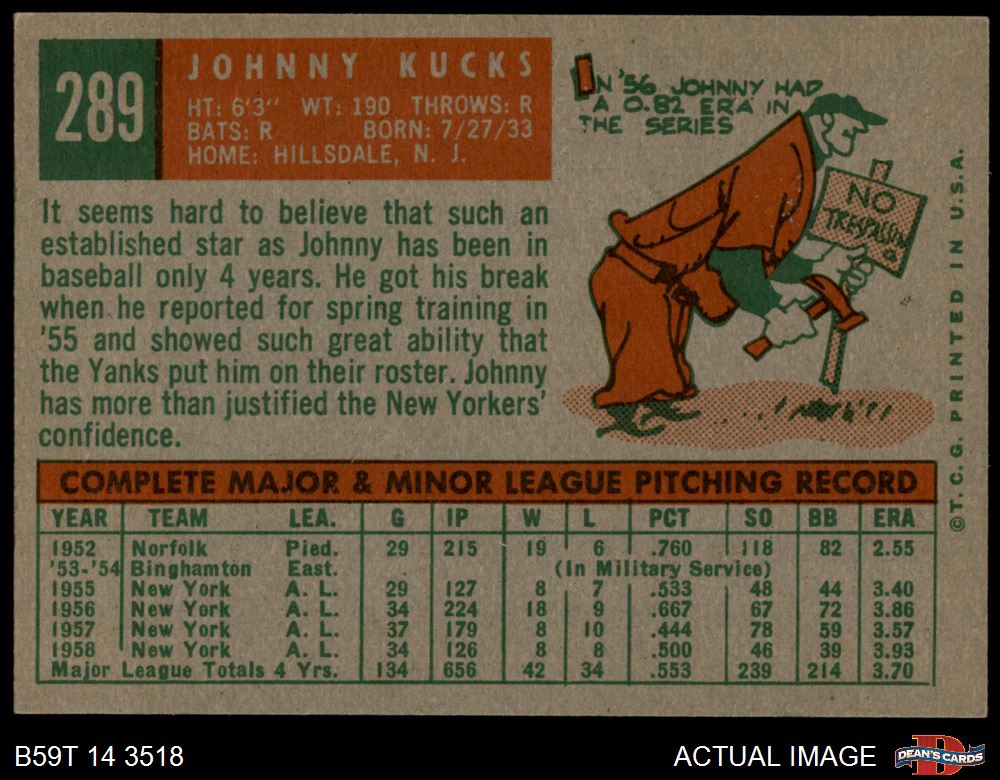 289
JOHNNY KUCKS
HT: 6'3" WT: 190 THROWS: R
BATS: R BORN: 7/27/33
HOME: HILLSDALE, N. J.
It seems hard to believe that such an
established star as Johnny has been in
baseball only 4 years. He got his break
when he reported for spring training in
'55 and showed such great ability that
the Yanks put him on their roster. Johnny
has more than justified the New Yorkers'
confidence.
IN '56 JOHNNY HAD
A 0.82 ERA IN
THE SERIES
NO
©T.C.G. PRINTED IN U.S.A.
COMPLETE MAJOR & MINOR LEAGUE PITCHING RECORD
YEAR TEAM LEA. G IP W L PCT SO BB ERA
1952 Norfolk Pied. 29 215 19 6 .760 118 82 2.55
'53-'54 Binghamton East. (In Military Service)
1955 New York A. L. 29 127 8 7 .533 48 44 3.40
1956 New York A. L. 34 224 18 9 .667 67 72 3.86
1957 New York A. L. 37 179 8 10 .444 78 59 3.57
1958 New York A. L. 34 126 8 8 .500 46 39 3.93
Major League Totals 4 Yrs. 134 656 42 34 .553 239 214 3.70
B59T 14 3518
ACTUAL IMAGE
DEAN'S CARDS